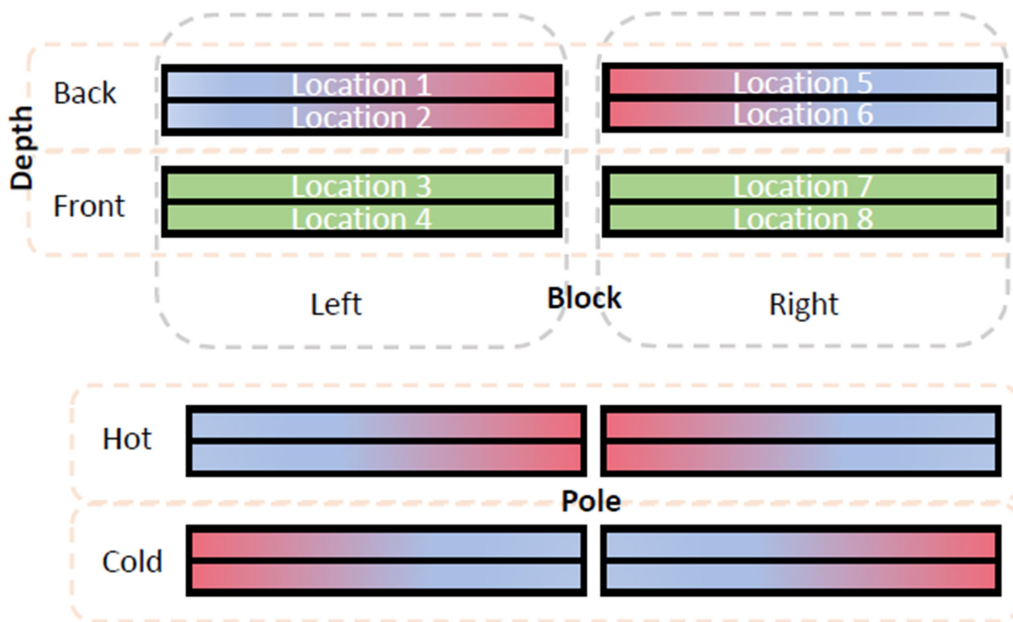 Depth
Back
Location 1
Location 2
Location 5
Location 6
Front
Location 3
Location 4
Location 7
Location 8
Left
Block
Right
Hot
Pole
Cold